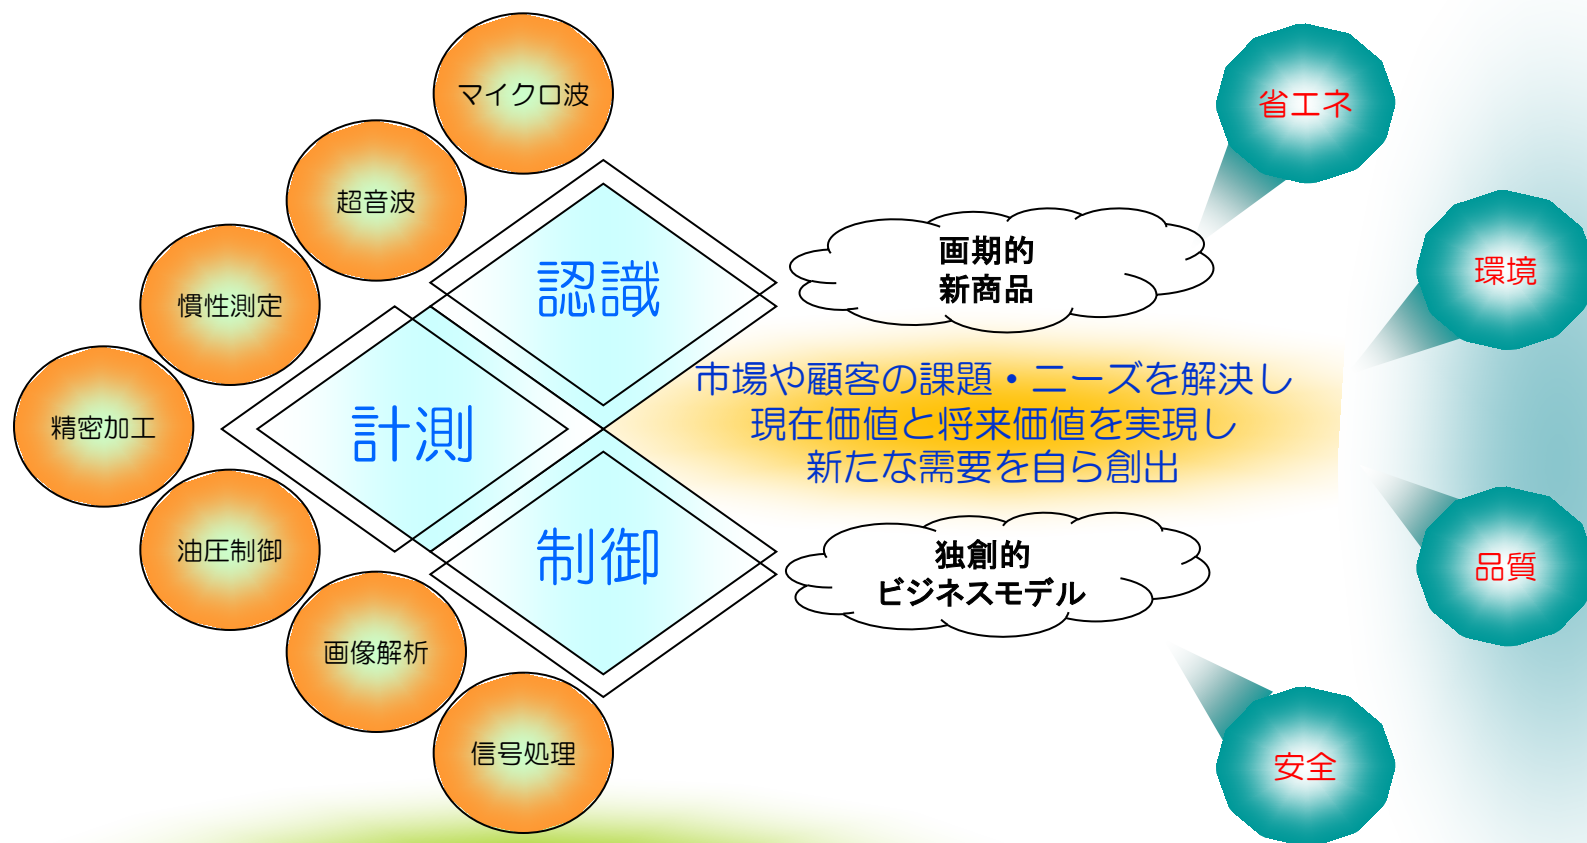 マイクロ波
超音波
慣性測定
精密加工
油圧制御
画像解析
信号処理
認識
計測
制御
画期的
新商品
市場や顧客の課題・ニーズを解決し
現在価値と将来価値を実現し
新たな需要を自ら創出
独創的
ビジネスモデル
省エネ
環境
品質
安全